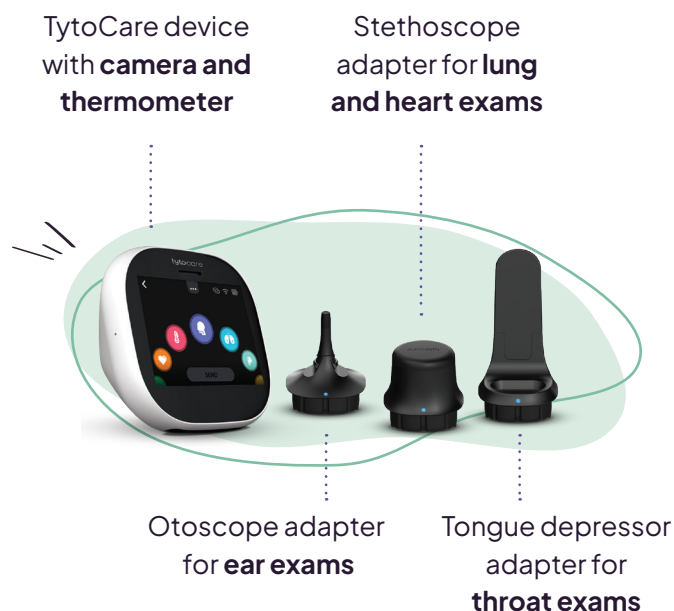 TytoCare device
with camera and
thermometer
Stethoscope
adapter for lung
and heart exams
tytocare
SEND
Otoscope adapter
for ear exams
Tongue depressor
adapter for
throat exams